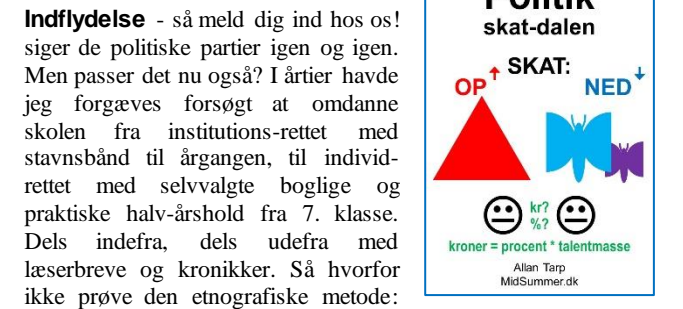 Indflydelse - så meld dig ind hos os!
siger de politiske partier igen og igen.
Men passer det nu også? I årtier havde
jeg forgæves forsøgt at omdanne
skolen fra institutions-rettet med
stavnsbånd til årgangen, til individ-
rettet med selvvalgte boglige og
praktiske halv-årshold fra 7. klasse.
Dels indefra, dels udefra med
læserbreve og kronikker. Så hvorfor
ikke prøve den etnografiske metode:
Politik
skat-dalen
SKAT:
OP
NED
kr?
%?
kroner = procent * talentmasse
Allan Tarp
MidSummer.dk